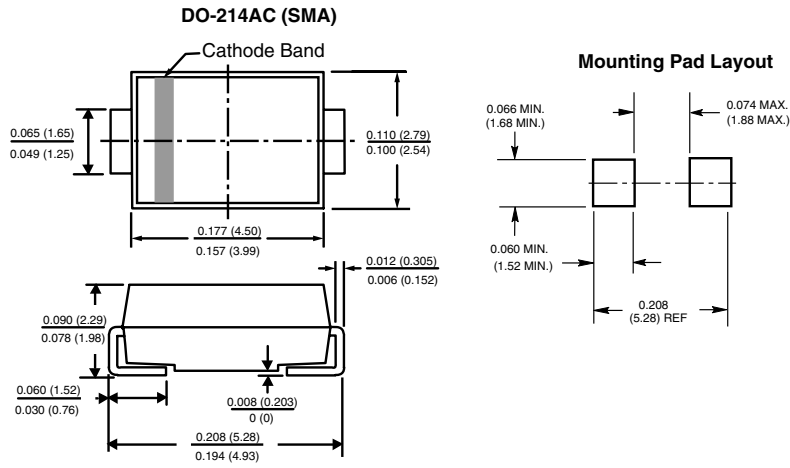 DO-214AC (SMA)
Cathode Band
0.065 (1.65)
0.049 (1.25)
0.110 (2.79)
0.100 (2.54)
0.177 (4.50)
0.157 (3.99)
0.012 (0.305)
0.006 (0.152)
0.090 (2.29)
0.078 (1.98)
0.060 (1.52)
0.030 (0.76)
0.008 (0.203)
0 (0)
0.208 (5.28)
0.194 (4.93)
Mounting Pad Layout
0.066 MIN.
(1.68 MIN.)
0.074 MAX.
(1.88 MAX.)
0.060 MIN.
(1.52 MIN.)
0.208
(5.28) REF